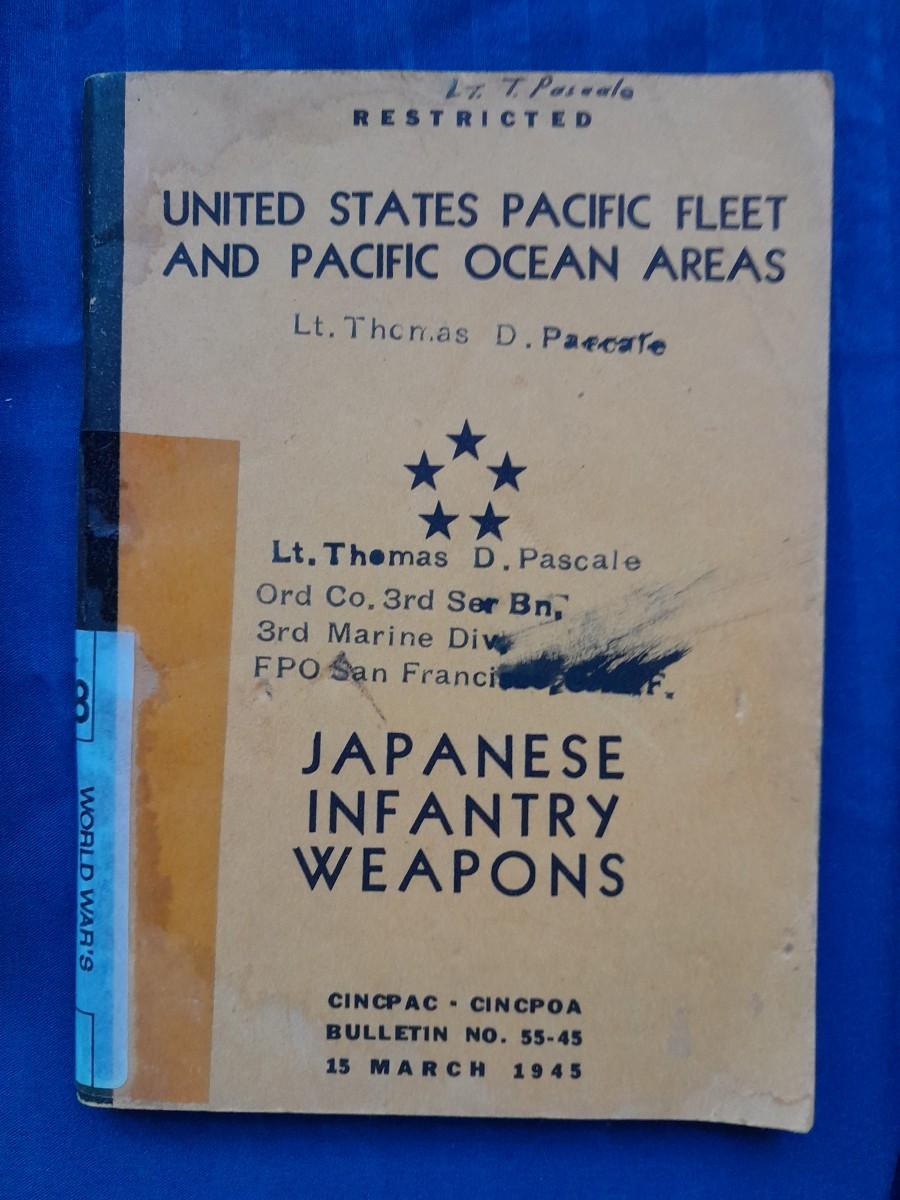 Lt. T. Pascale
RESTRICTED
UNITED STATES PACIFIC FLEET
AND PACIFIC OCEAN AREAS
Lt. Thomas D. Pascale
Lt. Thomas D. Pascale
Ord Co. 3rd Ser Bn,
3rd Marine Div.
FPO San
JAPANESE
INFANTRY
WEAPONS
CINCPAC - CINCPOA
BULLETIN NO. 55-45
15 MARCH 1945
8
WORLD WAR'S